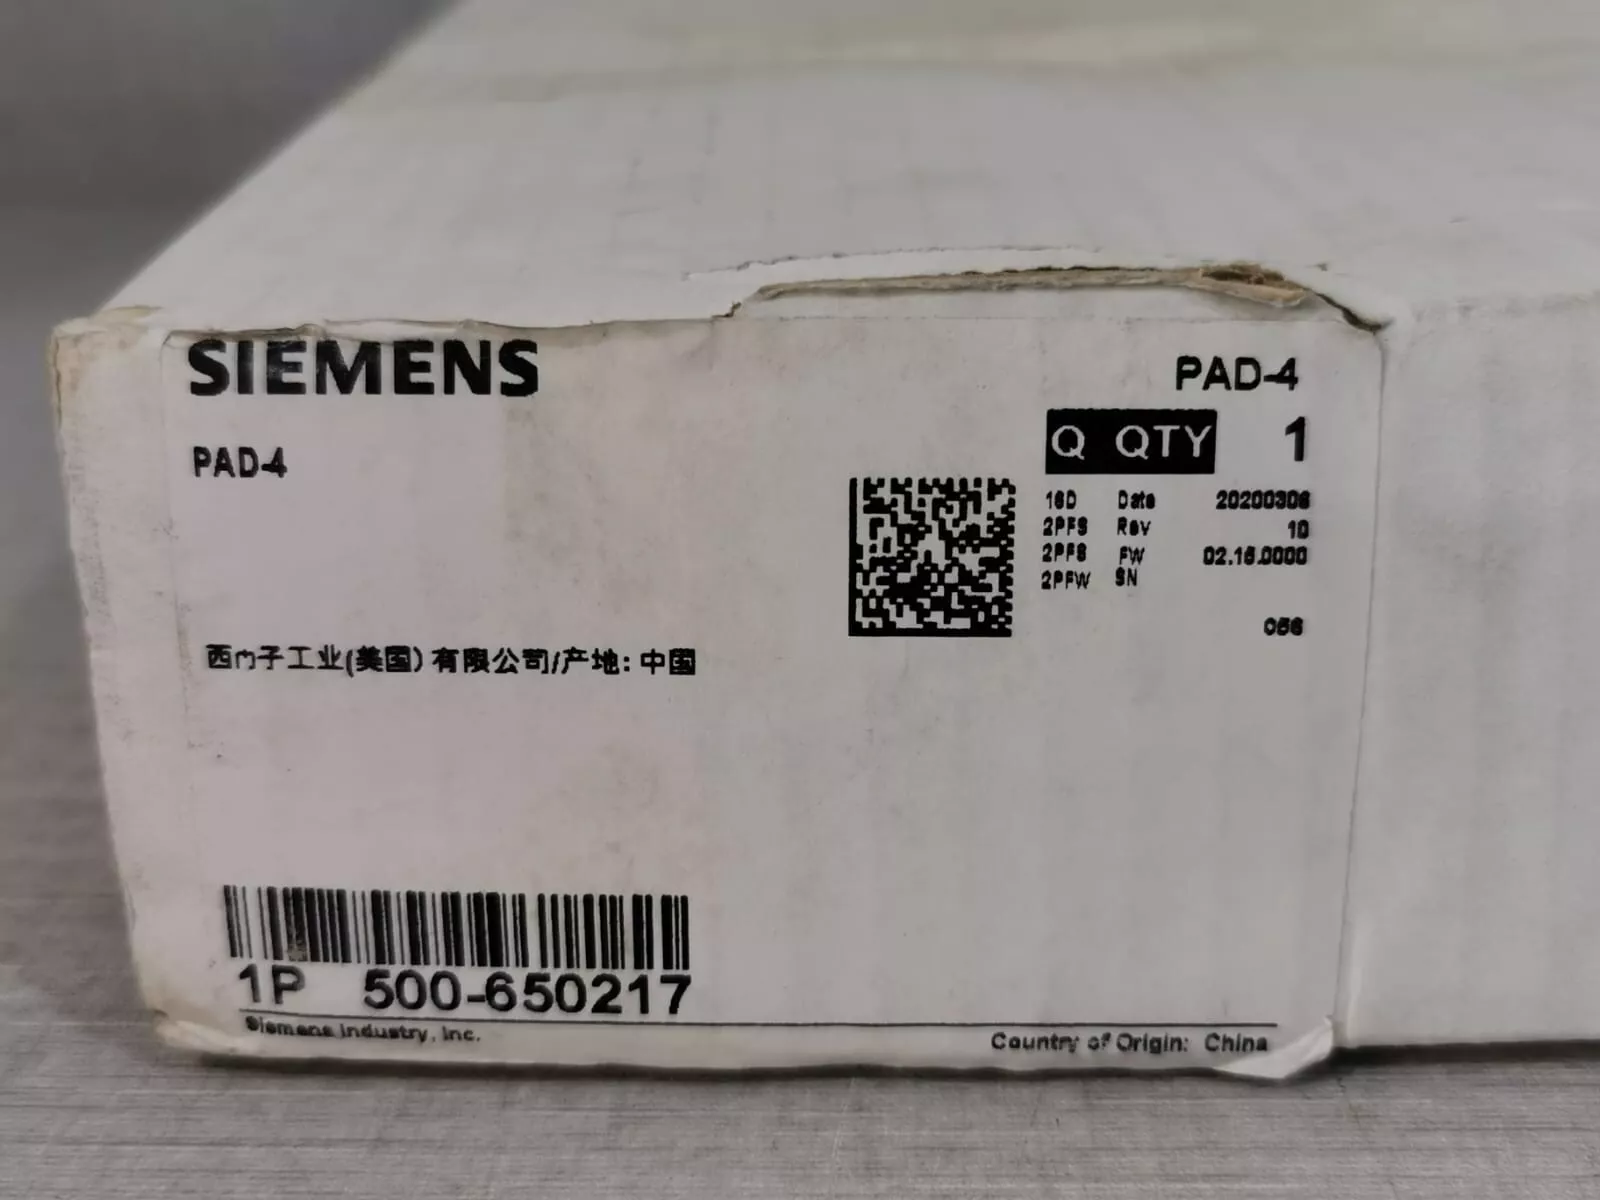 SIEMENS
PAD-4
PAD-4
Q QTY 1
16D Date 20200306
2PFS Rev 10
2PFS FW 02.16.0000
2PFW SN
056
西门子工业(美国)有限公司/产地: 中国
1P 500-650217
Siemens Industry, Inc.
Country of Origin: China